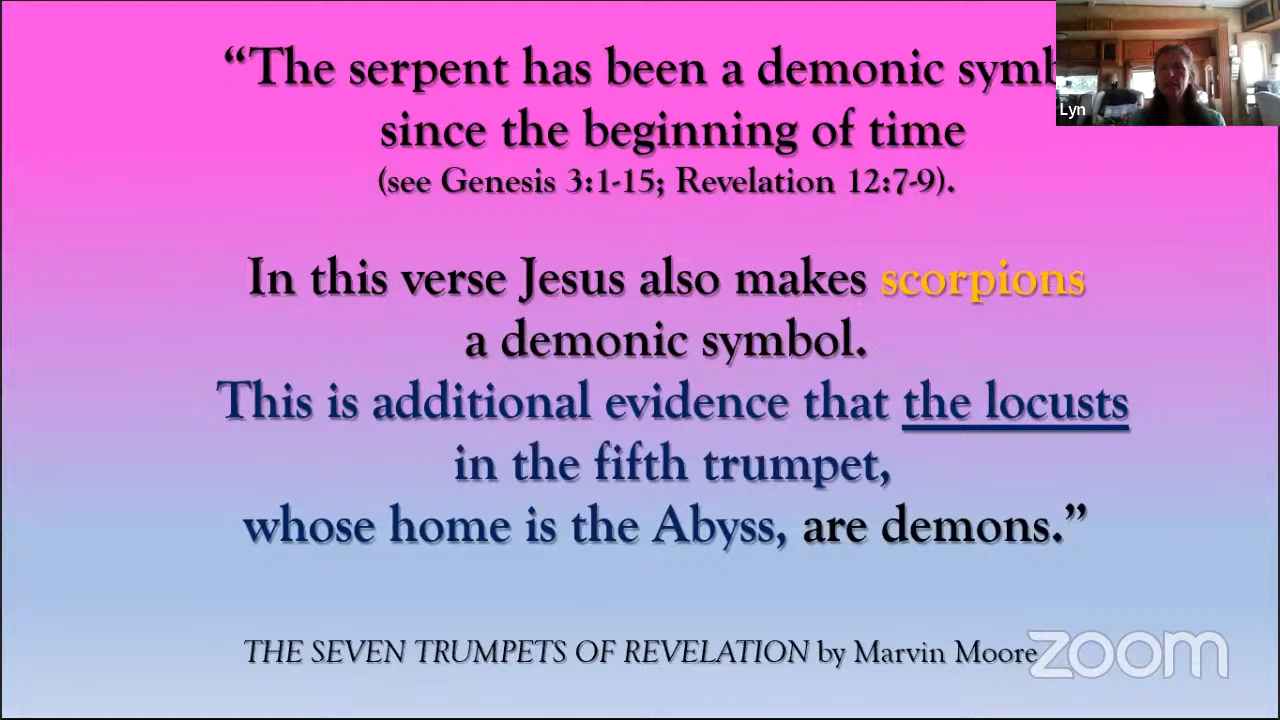 “The serpent has been a demonic symb
since the beginning of time
(see Genesis 3:1-15; Revelation 12:7-9).
In this verse Jesus also makes scorpions
a demonic symbol.
This is additional evidence that the locusts
in the fifth trumpet,
whose home is the Abyss, are demons.”
THE SEVEN TRUMPETS OF REVELATION by Marvin Moore
Lyn
zoom